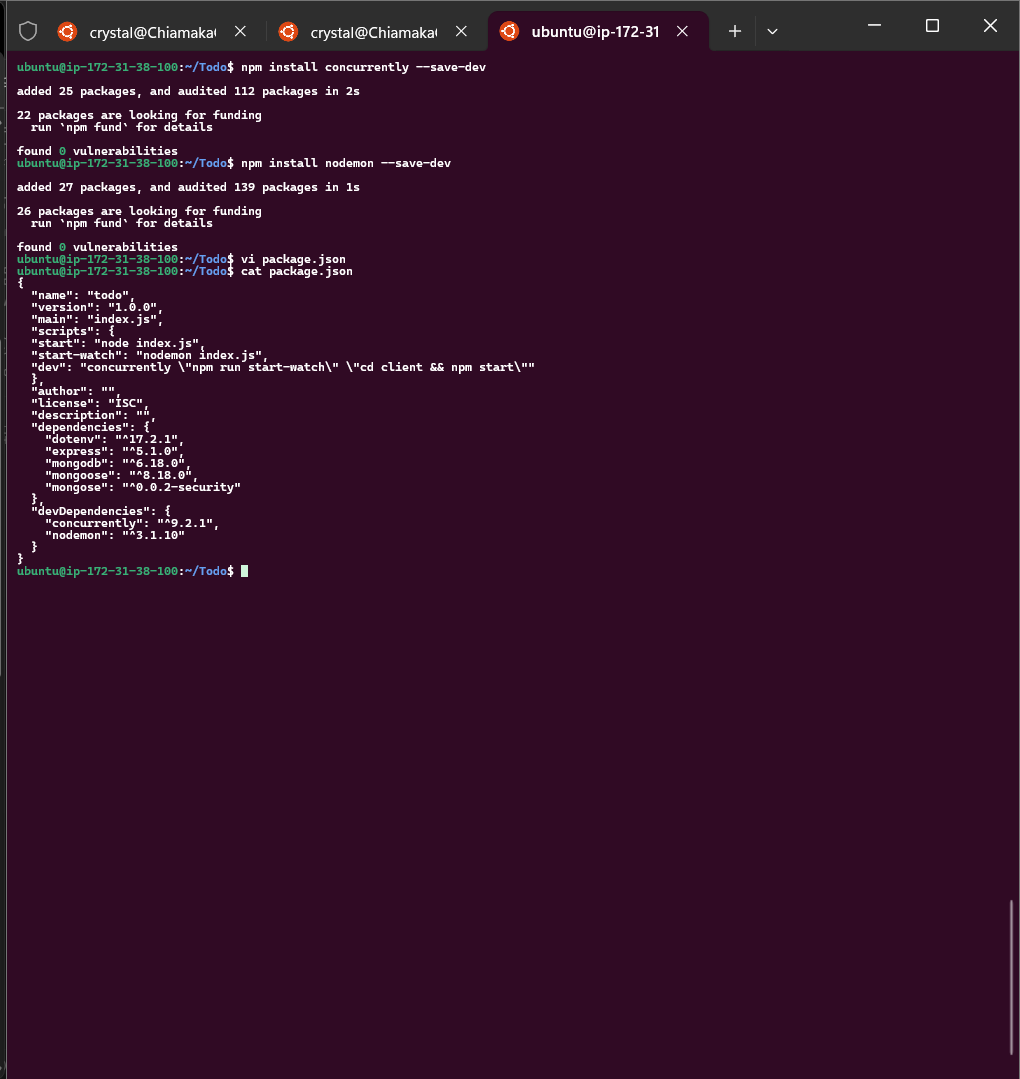 crystal@Chiamaka
crystal@Chiamaka
ubuntu@ip-172-31
ubuntu@ip-172-31-38-100:~/Todo$ npm install concurrently --save-dev
added 25 packages, and audited 112 packages in 2s
22 packages are looking for funding
  run `npm fund` for details
found 0 vulnerabilities
ubuntu@ip-172-31-38-100:~/Todo$ npm install nodemon --save-dev
added 27 packages, and audited 139 packages in 1s
26 packages are looking for funding
  run `npm fund` for details
found 0 vulnerabilities
ubuntu@ip-172-31-38-100:~/Todo$ vi package.json
ubuntu@ip-172-31-38-100:~/Todo$ cat package.json
{
  "name": "todo",
  "version": "1.0.0",
  "main": "index.js",
  "scripts": {
  "start": "node index.js",
  "start-watch": "nodemon index.js",
  "dev": "concurrently \"npm run start-watch\" \"cd client && npm start\""
  },
  "author": "",
  "license": "ISC",
  "description": "",
  "dependencies": {
    "dotenv": "^17.2.1",
    "express": "^5.1.0",
    "mongodb": "^6.18.0",
    "mongoose": "^8.18.0",
    "mongose": "^0.0.2-security"
  },
  "devDependencies": {
    "concurrently": "^9.2.1",
    "nodemon": "^3.1.10"
  }
}
ubuntu@ip-172-31-38-100:~/Todo$